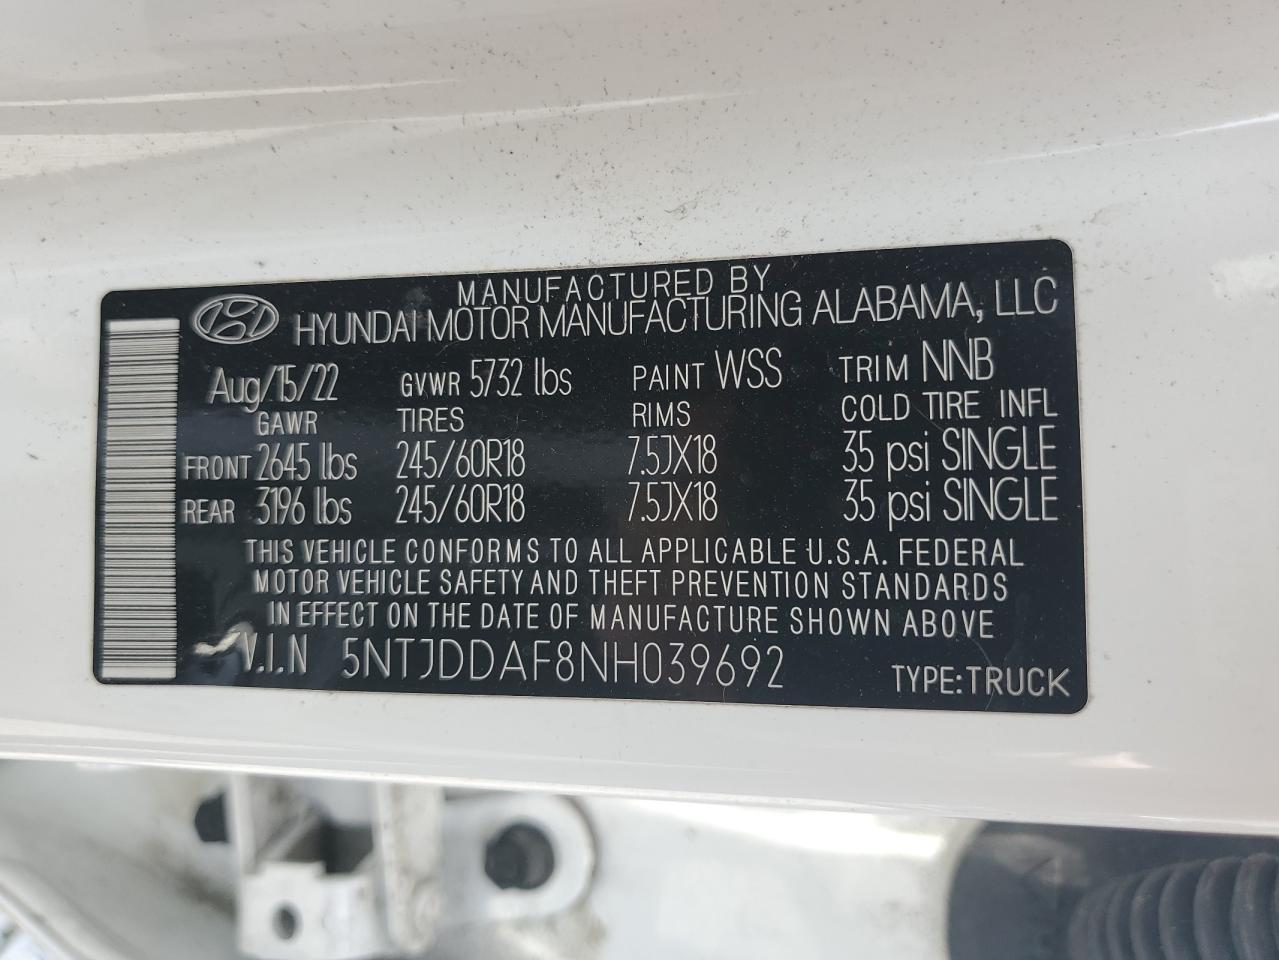 MANUFACTURED BY
HYUNDAI MOTOR MANUFACTURING ALABAMA, LLC
Aug/15/22 GVWR 5732 lbs PAINT WSS TRIM NNB
GAWR TIRES RIMS COLD TIRE INFL
FRONT 2645 lbs 245/60R18 7.5JX18 35 psi SINGLE
REAR 3196 lbs 245/60R18 7.5JX18 35 psi SINGLE
THIS VEHICLE CONFORMS TO ALL APPLICABLE U.S.A. FEDERAL
MOTOR VEHICLE SAFETY AND THEFT PREVENTION STANDARDS
IN EFFECT ON THE DATE OF MANUFACTURE SHOWN ABOVE
V.I.N 5NTJDDAF8NH039692 TYPE:TRUCK